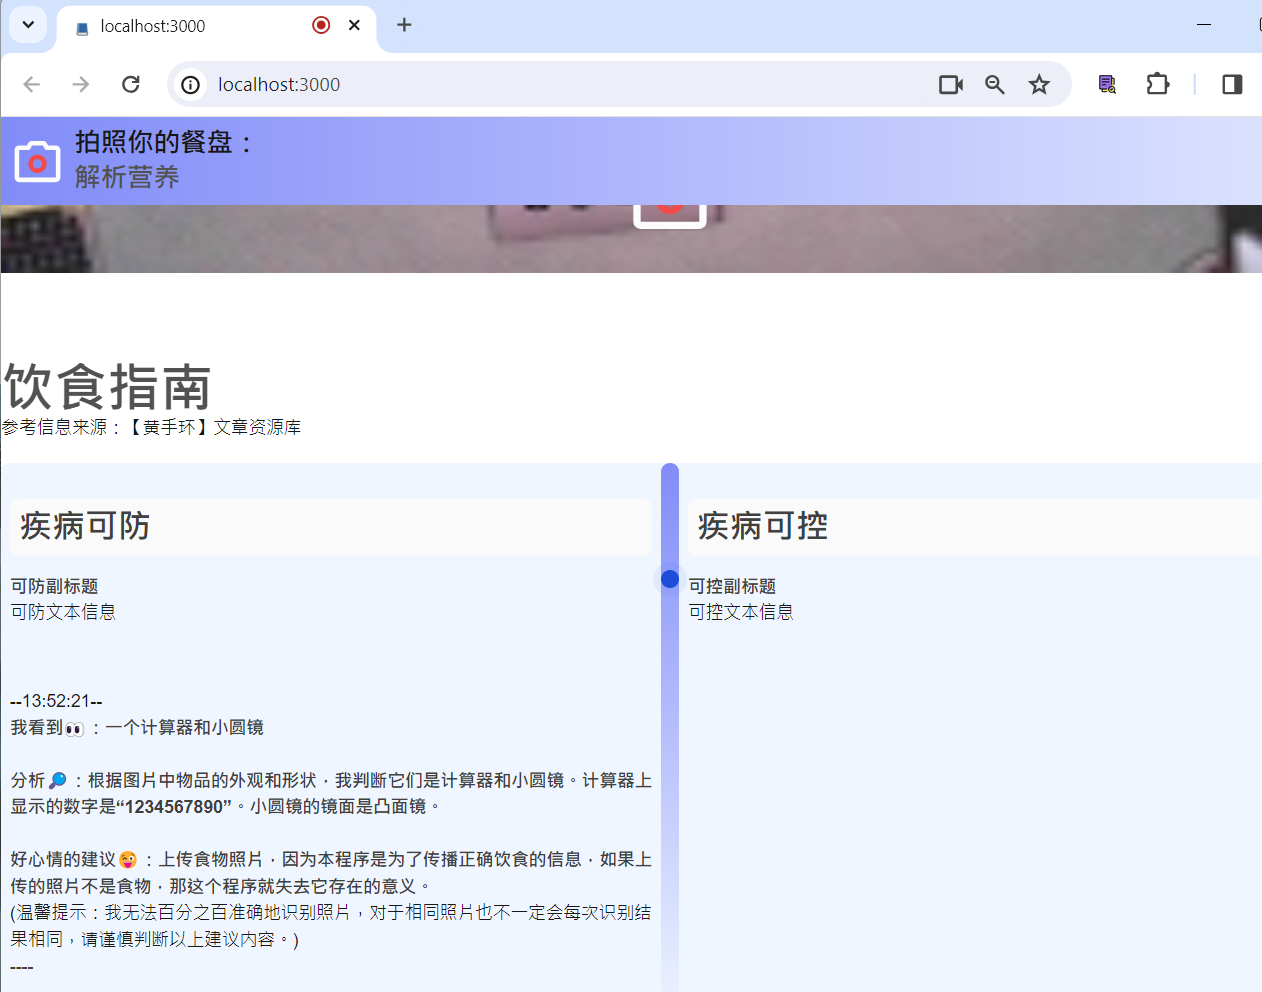 localhost:3000
localhost:3000
拍照你的餐盘：
解析营养
饮食指南
参考信息来源：【黄手环】文章资源库
疾病可防
疾病可控
可防副标题
可防文本信息
可控副标题
可控文本信息
--13:52:21--
我看到👀：一个计算器和小圆镜
分析🔎：根据图片中物品的外观和形状，我判断它们是计算器和小圆镜。计算器上
显示的数字是“1234567890”。小圆镜的镜面是凸面镜。
好心情的建议😜：上传食物照片，因为本程序是为了传播正确饮食的信息，如果上
传的照片不是食物，那这个程序就失去它存在的意义。
(温馨提示：我无法百分之百准确地识别照片，对于相同照片也不一定会每次识别结
果相同，请谨慎判断以上建议内容。)
----